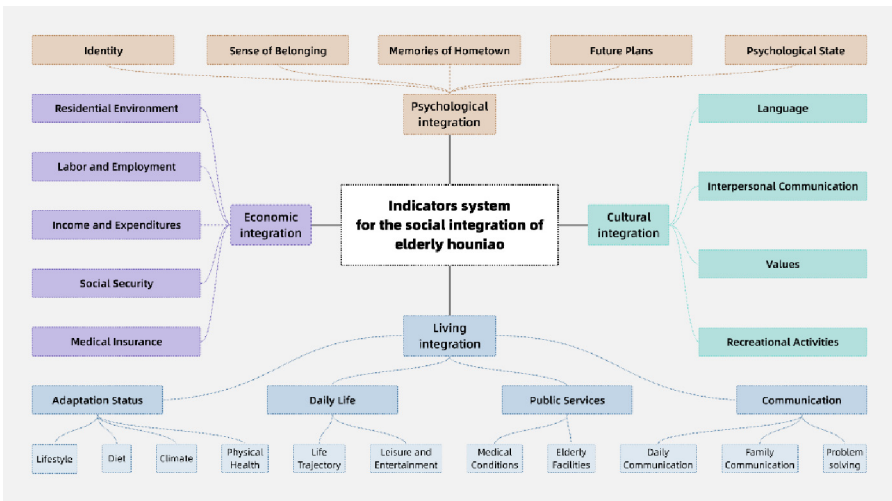 Identity
Sense of Belonging
Memories of Hometown
Future Plans
Psychological State
Psychological
integration
Residential Environment
Labor and Employment
Income and Expenditures
Social Security
Medical Insurance
Economic
integration
Indicators system
for the social integration of
elderly houniao
Cultural
integration
Language
Interpersonal Communication
Values
Recreational Activities
Living
integration
Adaptation Status
Daily Life
Public Services
Communication
Lifestyle
Diet
Climate
Physical
Health
Life
Trajectory
Leisure and
Entertainment
Medical
Conditions
Elderly
Facilities
Daily
Communication
Family
Communication
Problem
solving